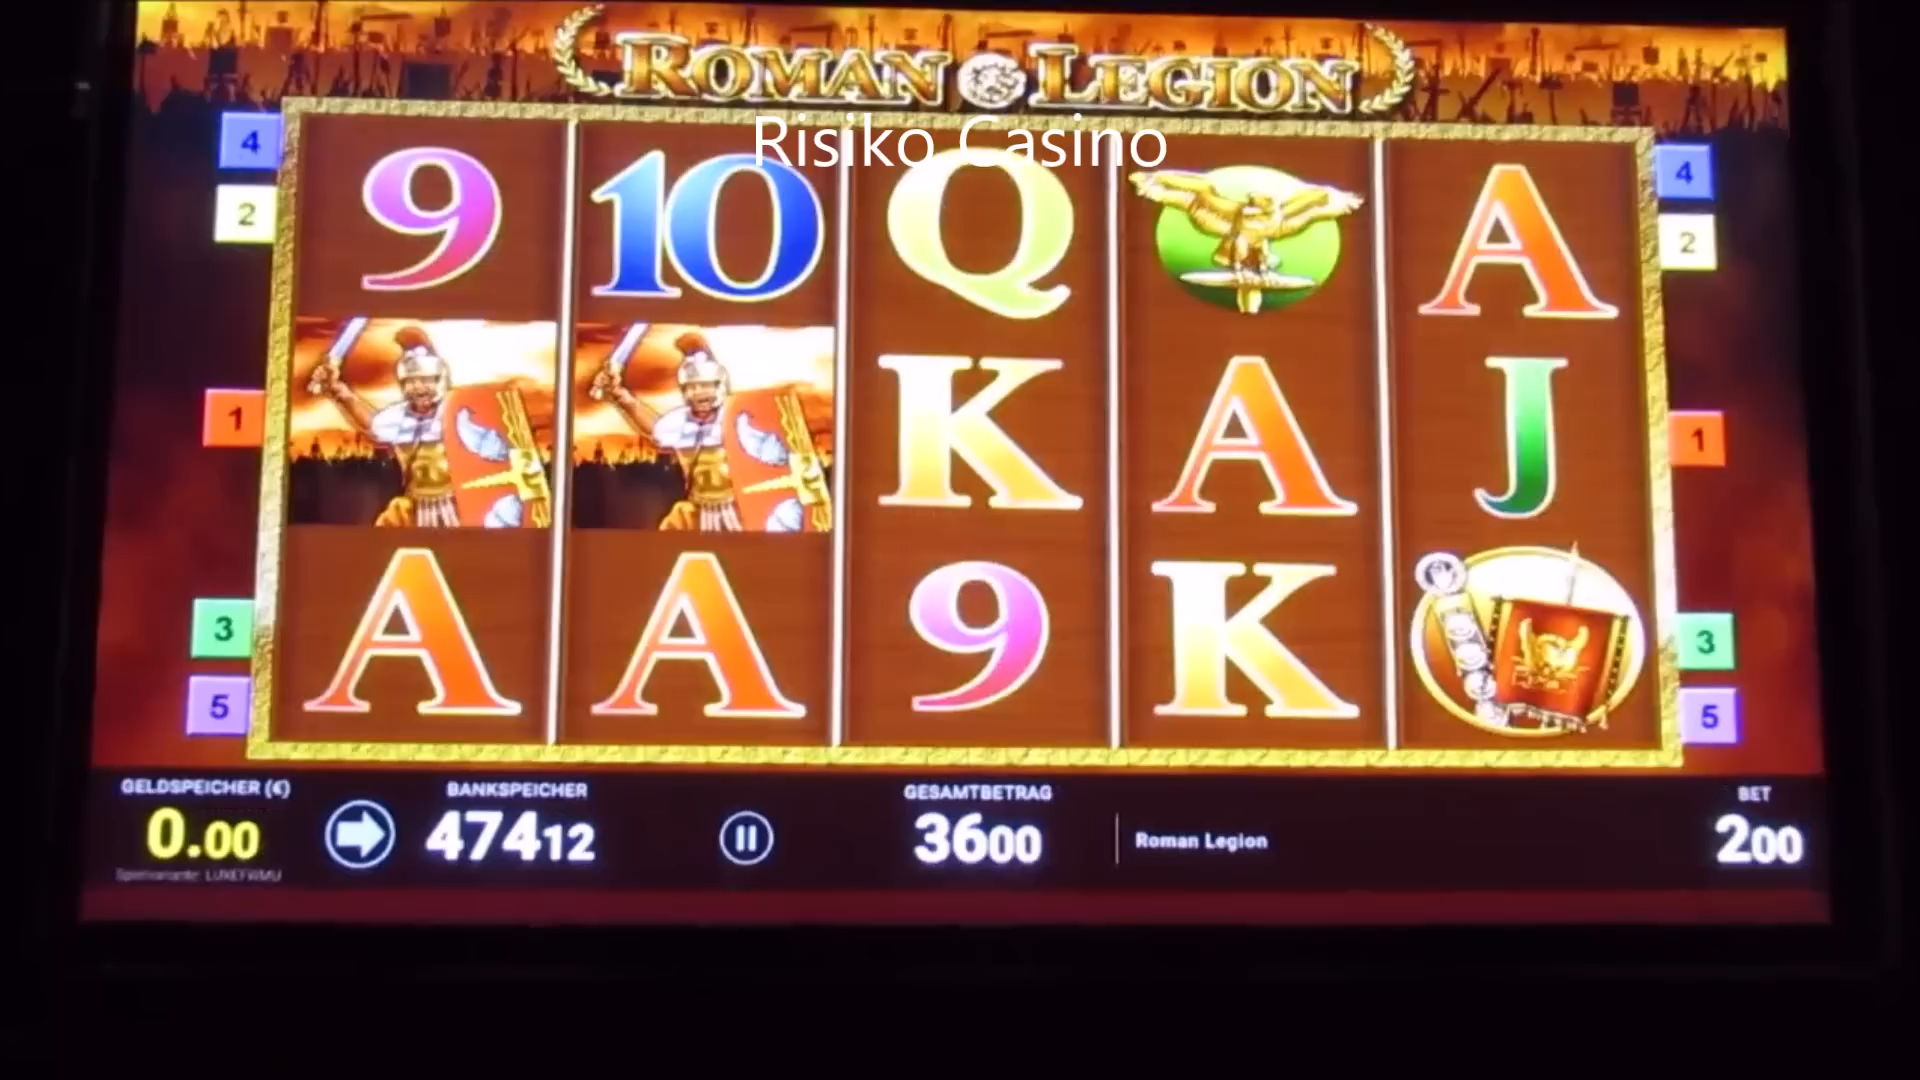 ROMAN LEGION
Risiko Casino
4 9 10 Q A 4
2 2
1 K A J 1
A A 9 K
3 3
5 5
GELDSPEICHER (€) BANKSPEICHER GESAMTBETRAG BET
0.00 47412 3600 Roman Legion 200